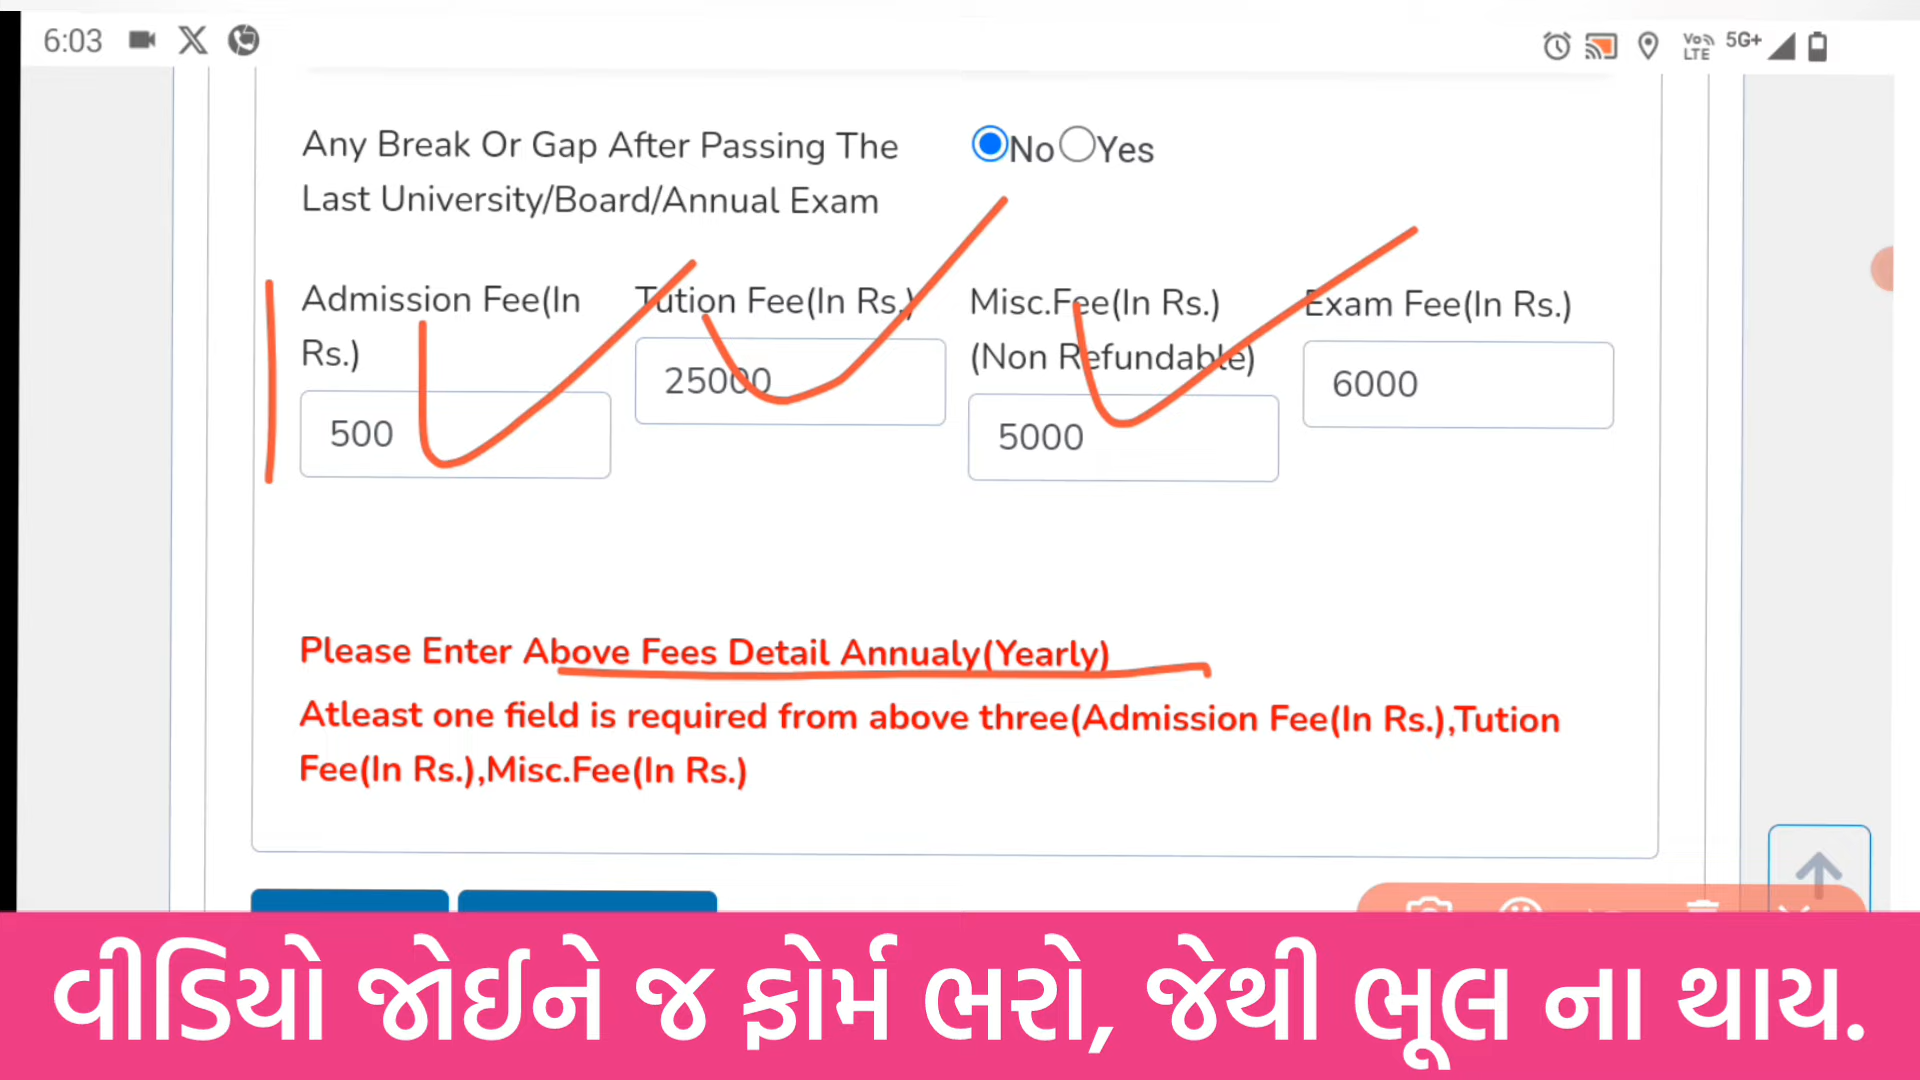 6:03
VoLTE 5G+
Any Break Or Gap After Passing The
Last University/Board/Annual Exam
No Yes
Admission Fee(In
Rs.)
500
Tution Fee(In Rs.)
25000
Misc.Fee(In Rs.)
(Non Refundable)
5000
Exam Fee(In Rs.)
6000
Please Enter Above Fees Detail Annualy(Yearly)
Atleast one field is required from above three(Admission Fee(In Rs.),Tution
Fee(In Rs.),Misc.Fee(In Rs.)
વીડિયો જોઈને જ ફોર્મ ભરો, જેથી ભૂલ ના થાય.